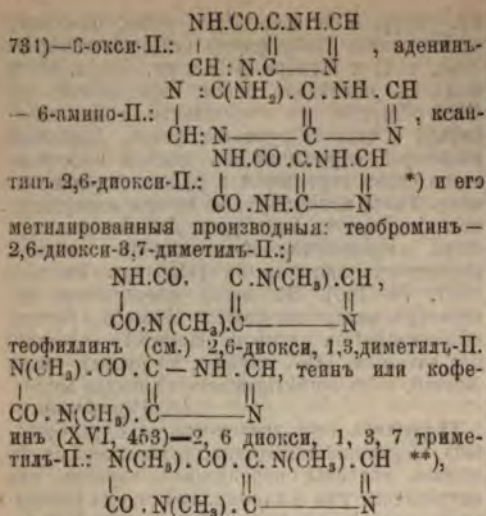 NH.CO.C.NH.CH
731)—6-окси-П.: | || || , аденинъ-
CH : N.C——N
N :C(NH₂). C . NH . CH
— 6-амино-П.: | || || , ксан-
CH: N——— C ——— N
NH.CO .C.NH.CH
тинъ 2,6-диокси-П.: | || || *) и его
CO .NH.C——N
метилированныя производныя: теоброминъ —
2,6-диокси-3,7-диметилъ-П.:
NH.CO. C .N(CH₃).CH,
| || ||
CO.N (CH₃).C————N
теофиллинъ (см.) 2,6-диокси, 1,3,диметилъ-П.
N(CH₃) . CO . C — NH . CH, теинъ или кофе-
| || ||
CO . N(CH₃). C————N
инъ (XVI, 453)—2, 6 диокси, 1, 3, 7 триме-
тилъ-П.: N(CH₃) . CO . C. N(CH₃).CH **),
| || ||
CO .N(CH₃). C————N